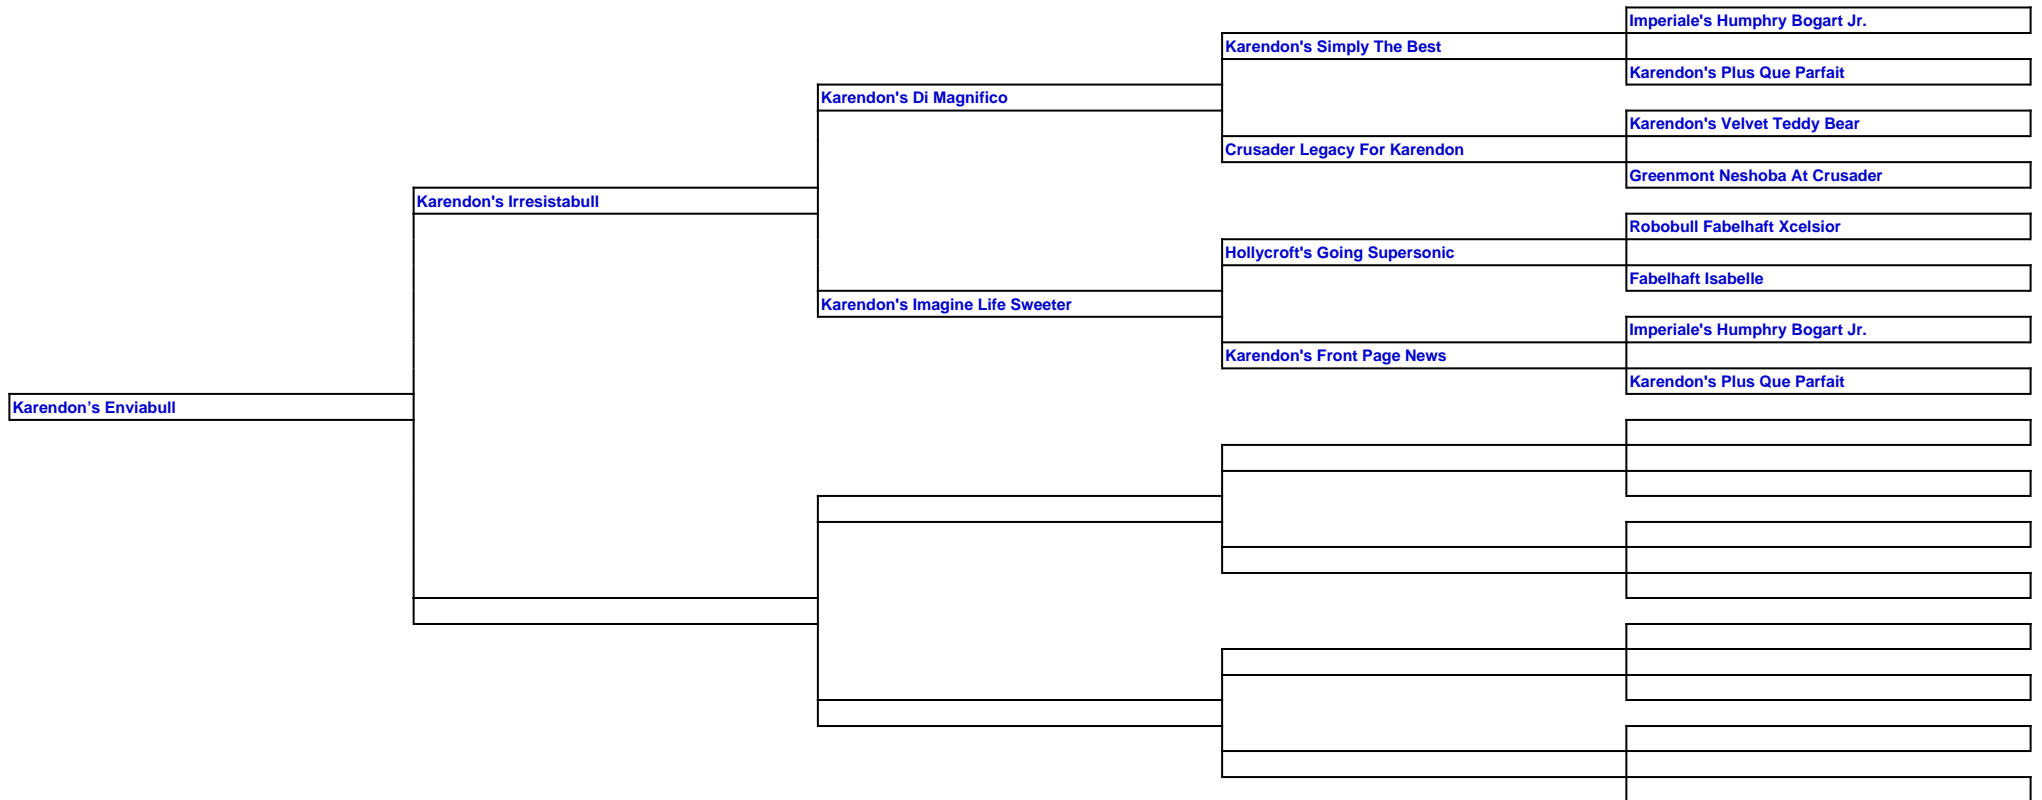 Imperiale's Humphry Bogart Jr.
Karendon's Simply The Best
Karendon's Plus Que Parfait
Karendon's Di Magnifico
Karendon's Velvet Teddy Bear
Crusader Legacy For Karendon
Greenmont Neshoba At Crusader
Karendon's Irresistabull
Robobull Fabelhaft Xcelsior
Hollycroft's Going Supersonic
Fabelhaft Isabelle
Karendon's Imagine Life Sweeter
Imperiale's Humphry Bogart Jr.
Karendon's Front Page News
Karendon's Plus Que Parfait
Karendon’s Enviabull